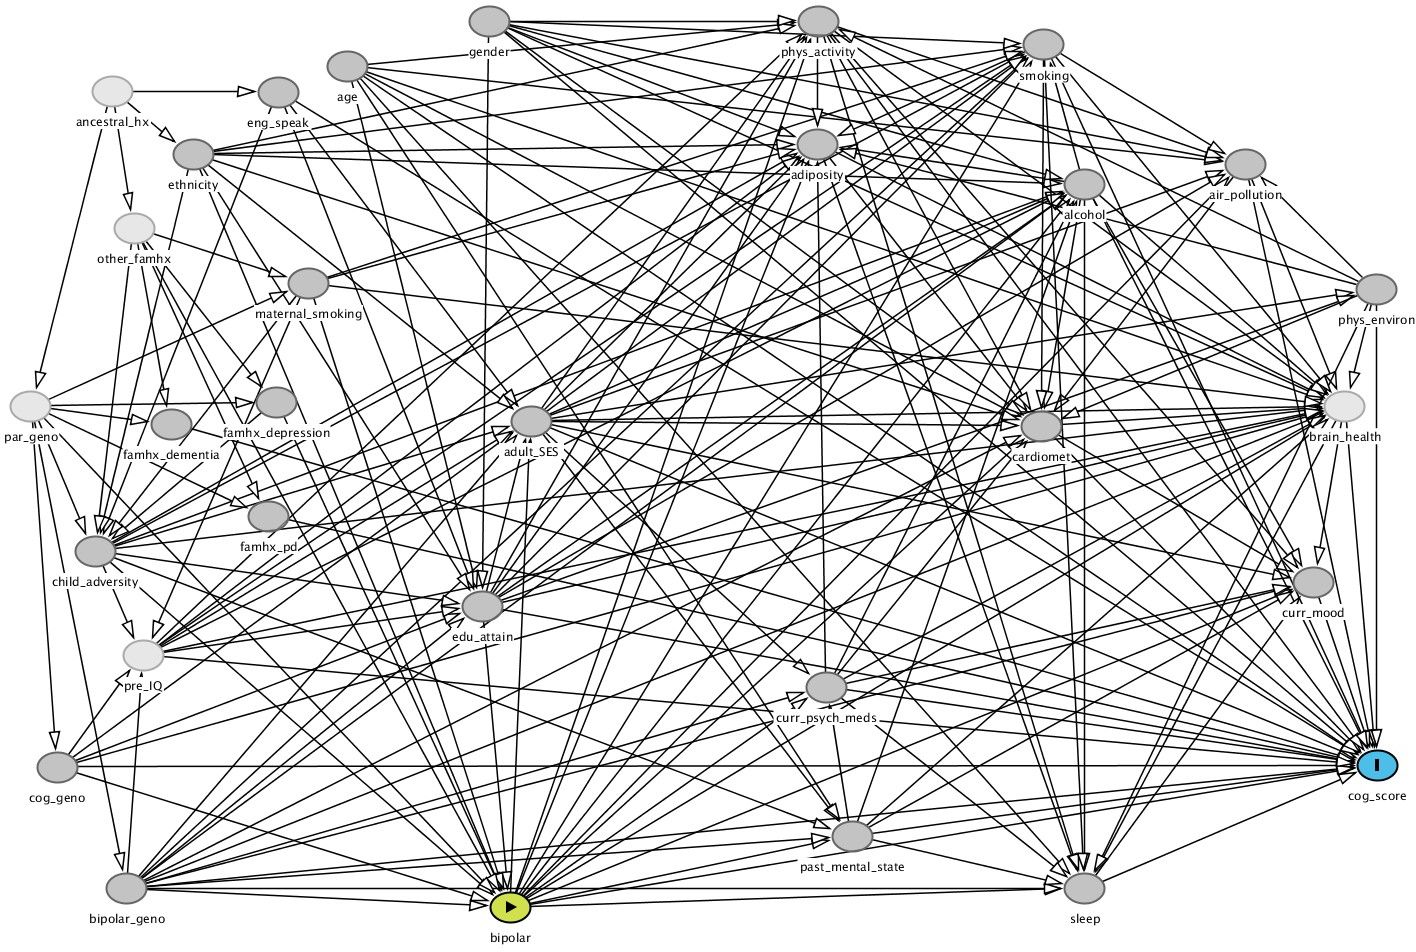 gender
phys_activity
smoking
age
ancestral_hx
eng_speak
adiposity
ethnicity
air_pollution
alcohol
other_famhx
maternal_smoking
phys_environ
famhx_depression
par_geno
brain_health
famhx_dementia
adult_SES
cardiomet
famhx_pd
child_adversity
curr_mood
edu_attain
pre_IQ
curr_psych_meds
cog_geno
cog_score
past_mental_state
bipolar_geno
sleep
bipolar